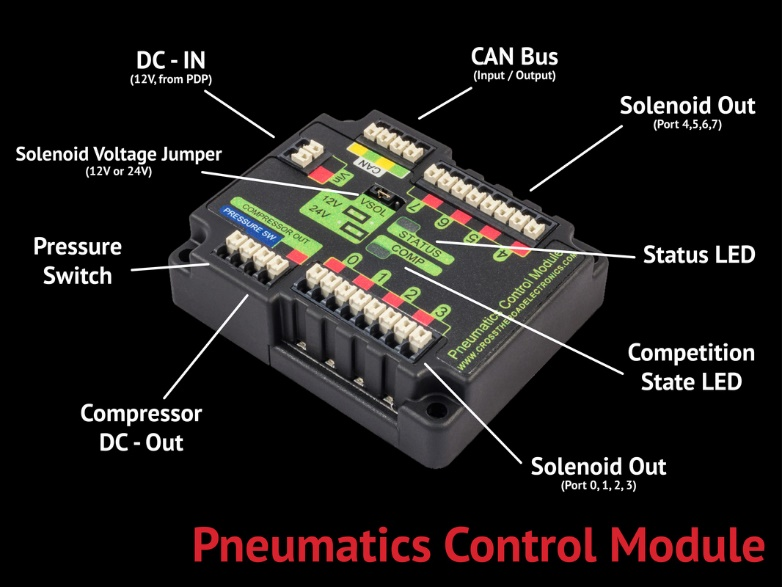 DC - IN
(12V, from PDP)
CAN Bus
(Input / Output)
Solenoid Out
(Port 4,5,6,7)
Solenoid Voltage Jumper
(12V or 24V)
Pressure
Switch
Status LED
Competition
State LED
Compressor
DC - Out
Solenoid Out
(Port 0, 1, 2, 3)
Vin
CAN
VSOL
12V
24V
COMPRESSOR OUT
PRESSURE SW
STATUS
COMP
7
6
5
4
0
1
2
3
Pneumatics Control Module
WWW.CROSSTHEROADELECTRONICS.COM
Pneumatics Control Module